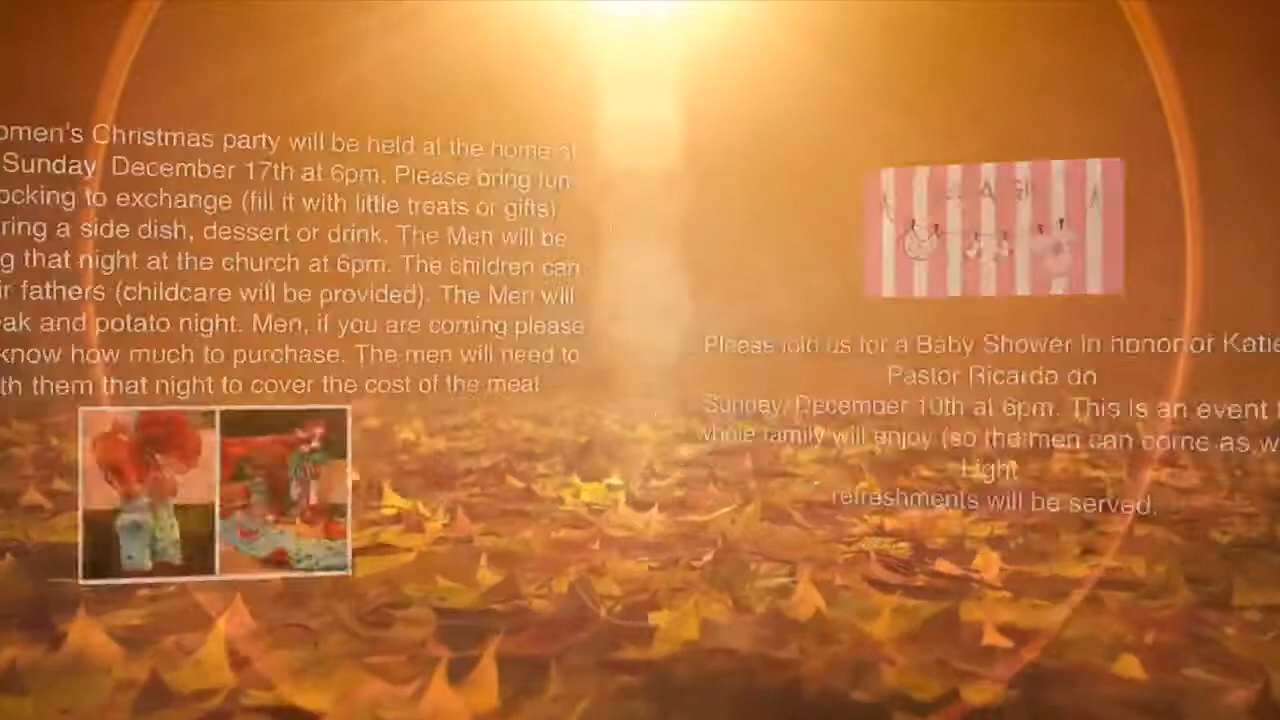 omen's Christmas party will be held at the home of
Sunday, December 17th at 6pm. Please bring fun
ocking to exchange (fill it with little treats or gifts)
ring a side dish, dessert or drink. The Men will be
g that night at the church at 6pm. The children can
ir fathers (childcare will be provided). The Men will
eak and potato night. Men, if you are coming please
know how much to purchase. The men will need to
th them that night to cover the cost of the meal
Please join us for a Baby Shower in honor of Katie
Pastor Ricardo on
Sunday, December 10th at 6pm. This is an event
whole family will enjoy (so the men can come as w
Light
refreshments will be served.